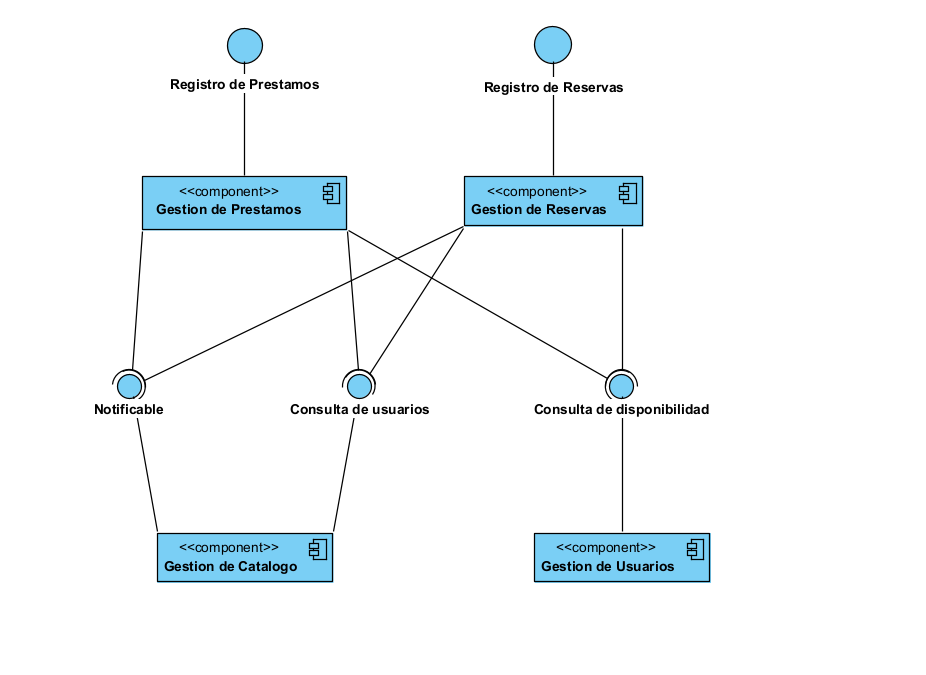 Registro de Prestamos
Registro de Reservas
<<component>>
Gestion de Prestamos
<<component>>
Gestion de Reservas
Notificable
Consulta de usuarios
Consulta de disponibilidad
<<component>>
Gestion de Catalogo
<<component>>
Gestion de Usuarios